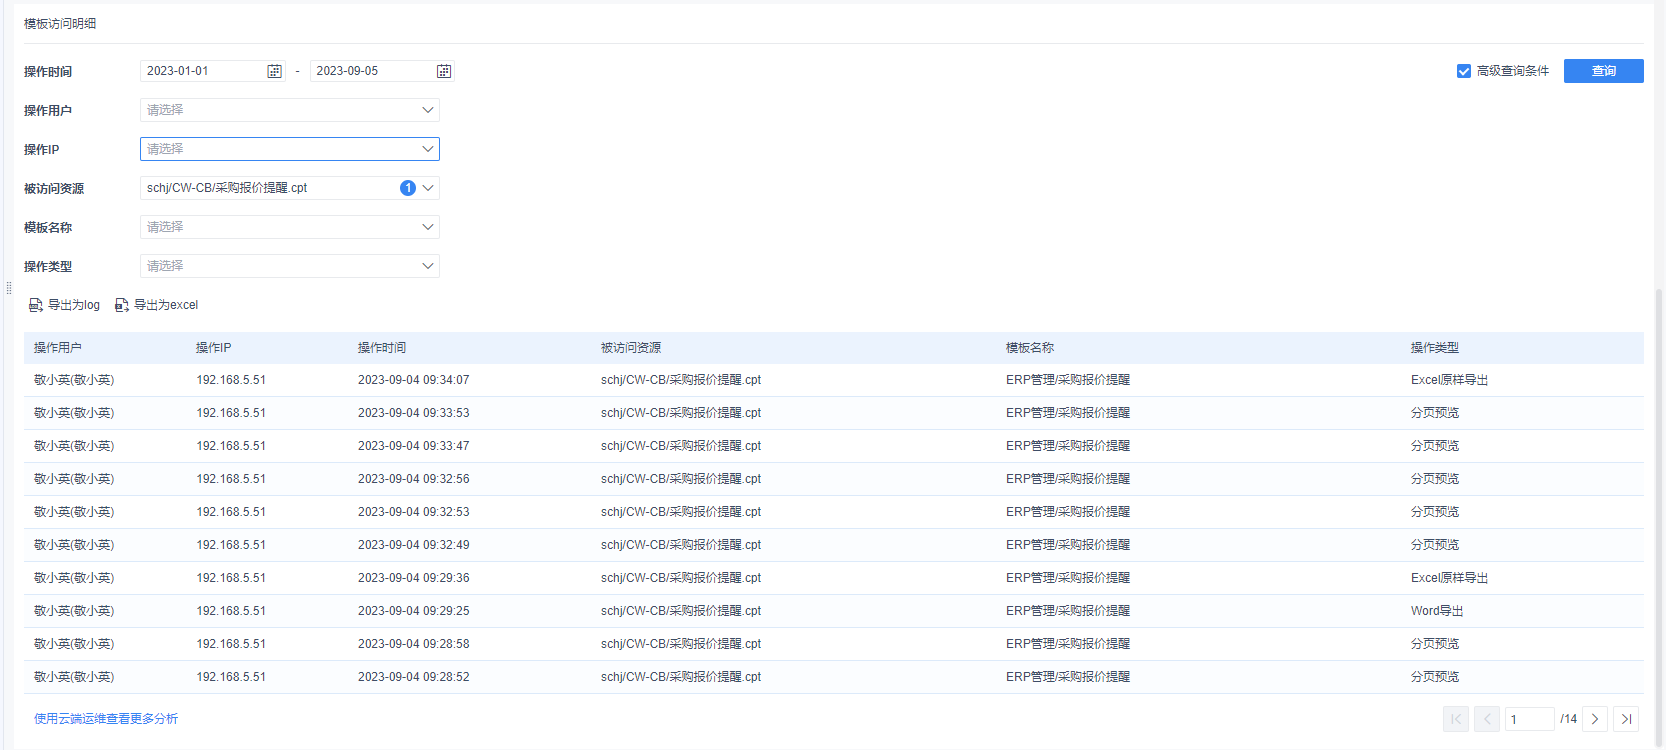 模板访问明细
操作时间 2023-01-01 - 2023-09-05 高级查询条件 查询
操作用户 请选择
操作IP 请选择
被访问资源 schj/CW-CB/采购报价提醒.cpt 1
模板名称 请选择
操作类型 请选择
导出为log 导出为excel
操作用户 操作IP 操作时间 被访问资源 模板名称 操作类型
敬小英(敬小英) 192.168.5.51 2023-09-04 09:34:07 schj/CW-CB/采购报价提醒.cpt ERP管理/采购报价提醒 Excel原样导出
敬小英(敬小英) 192.168.5.51 2023-09-04 09:33:53 schj/CW-CB/采购报价提醒.cpt ERP管理/采购报价提醒 分页预览
敬小英(敬小英) 192.168.5.51 2023-09-04 09:33:47 schj/CW-CB/采购报价提醒.cpt ERP管理/采购报价提醒 分页预览
敬小英(敬小英) 192.168.5.51 2023-09-04 09:32:56 schj/CW-CB/采购报价提醒.cpt ERP管理/采购报价提醒 分页预览
敬小英(敬小英) 192.168.5.51 2023-09-04 09:32:53 schj/CW-CB/采购报价提醒.cpt ERP管理/采购报价提醒 分页预览
敬小英(敬小英) 192.168.5.51 2023-09-04 09:32:49 schj/CW-CB/采购报价提醒.cpt ERP管理/采购报价提醒 分页预览
敬小英(敬小英) 192.168.5.51 2023-09-04 09:29:36 schj/CW-CB/采购报价提醒.cpt ERP管理/采购报价提醒 Excel原样导出
敬小英(敬小英) 192.168.5.51 2023-09-04 09:29:25 schj/CW-CB/采购报价提醒.cpt ERP管理/采购报价提醒 Word导出
敬小英(敬小英) 192.168.5.51 2023-09-04 09:28:58 schj/CW-CB/采购报价提醒.cpt ERP管理/采购报价提醒 分页预览
敬小英(敬小英) 192.168.5.51 2023-09-04 09:28:52 schj/CW-CB/采购报价提醒.cpt ERP管理/采购报价提醒 分页预览
使用云端运维查看更多分析 1 /14